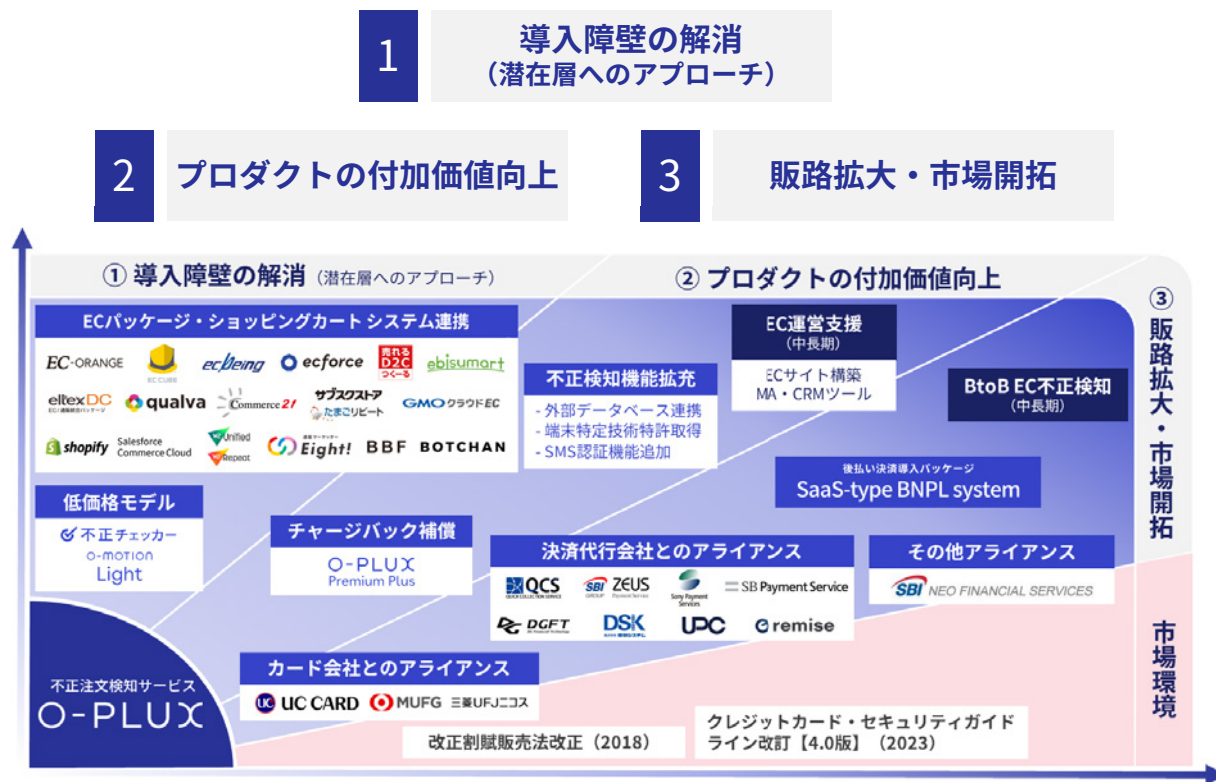 1
導入障壁の解消
（潜在層へのアプローチ）
2
プロダクトの付加価値向上
3
販路拡大・市場開拓
① 導入障壁の解消（潜在層へのアプローチ）
② プロダクトの付加価値向上
③ 販路拡大・市場開拓
ECパッケージ・ショッピングカート システム連携
EC-ORANGE
EC CUBE
ecbeing
ecforce
売れる D2C つくーる
ebisumart
eltexDC
qualva
Commerce21
サブスクストア
たまごリピート
GMOクラウドEC
shopify
Salesforce
Commerce Cloud
Unified
Repeat
Eight!
BBF
BOTCHAN
不正検知機能拡充
- 外部データベース連携
- 端末特定技術特許取得
- SMS認証機能追加
EC運営支援
（中長期）
ECサイト構築
MA・CRMツール
BtoB EC不正検知
（中長期）
後払い決済導入パッケージ
SaaS-type BNPL system
低価格モデル
不正チェッカー
O-MOTION
Light
チャージバック補償
O-PLUX
Premium Plus
決済代行会社とのアライアンス
QCS
QUICK COLLECTION SERVICE
SBI GROUP
ZEUS
Sony Payment
Services
SB Payment Service
DGFT
DSK
UPC
remise
その他アライアンス
SBI NEO FINANCIAL SERVICES
カード会社とのアライアンス
UC UC CARD
MUFG 三菱UFJニコス
不正注文検知サービス
O-PLUX
改正割賦販売法改正（2018）
クレジットカード・セキュリティガイド
ライン改訂【4.0版】（2023）
市場環境